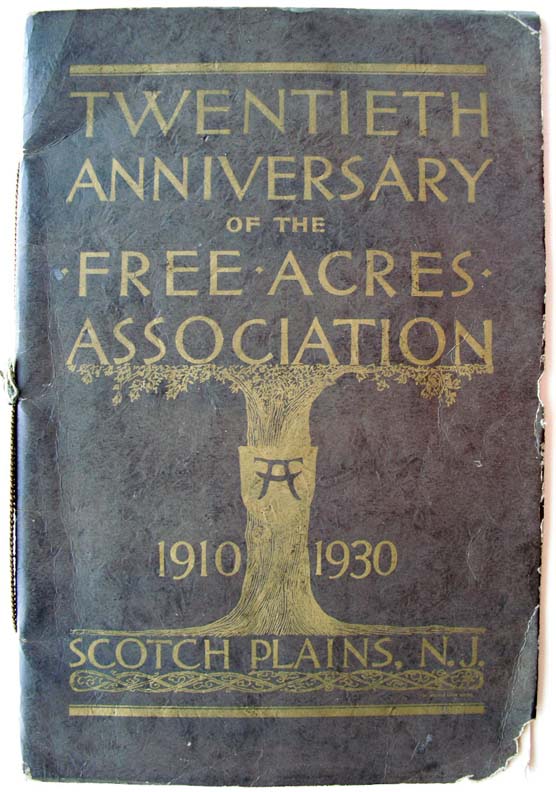 TWENTIETH
ANNIVERSARY
OF THE
·FREE·ACRES·
ASSOCIATION
1910 1930
SCOTCH PLAINS, N.J.